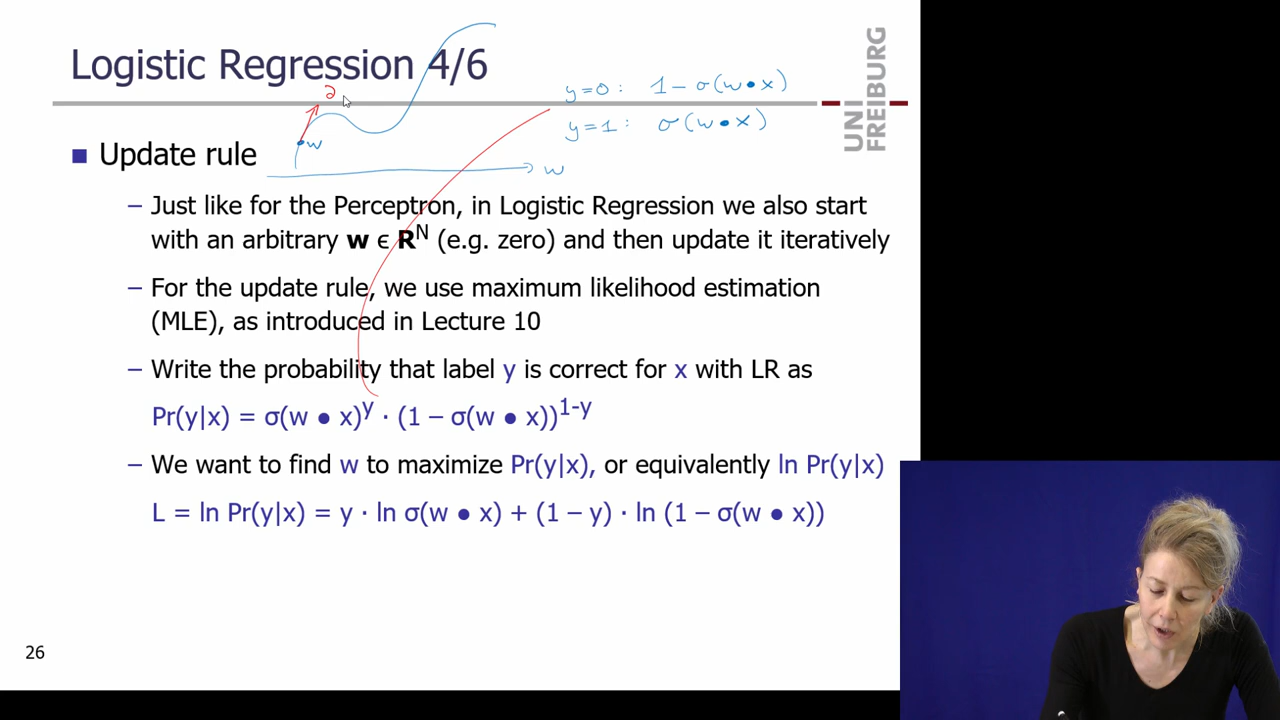 Logistic Regression 4/6
UNI
FREIBURG
∂
y=0 : 1 – σ(w • x)
y=1 : σ(w • x)
w
w
Update rule
– Just like for the Perceptron, in Logistic Regression we also start
with an arbitrary w ϵ R^N (e.g. zero) and then update it iteratively
– For the update rule, we use maximum likelihood estimation
(MLE), as introduced in Lecture 10
– Write the probability that label y is correct for x with LR as
Pr(y|x) = σ(w ● x)^y · (1 – σ(w ● x))^1-y
– We want to find w to maximize Pr(y|x), or equivalently ln Pr(y|x)
L = ln Pr(y|x) = y · ln σ(w ● x) + (1 – y) · ln (1 – σ(w ● x))
26